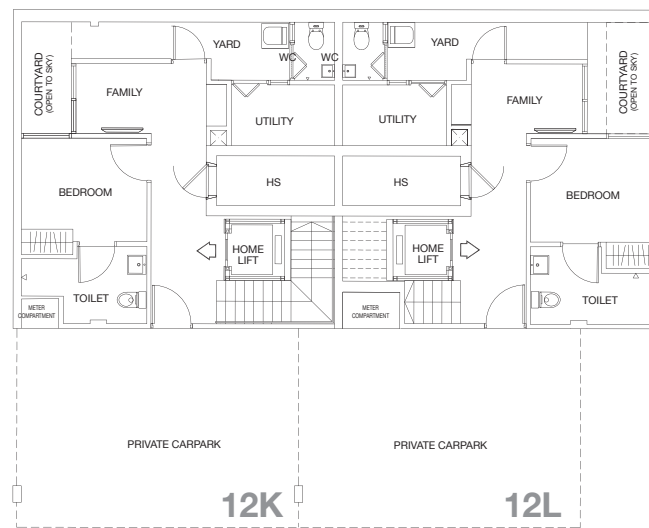 YARD
WC
WC
YARD
COURTYARD
(OPEN TO SKY)
FAMILY
FAMILY
COURTYARD
(OPEN TO SKY)
UTILITY
UTILITY
BEDROOM
HS
HS
BEDROOM
HOME
LIFT
HOME
LIFT
TOILET
TOILET
METER
COMPARTMENT
METER
COMPARTMENT
PRIVATE CARPARK
PRIVATE CARPARK
12K
12L